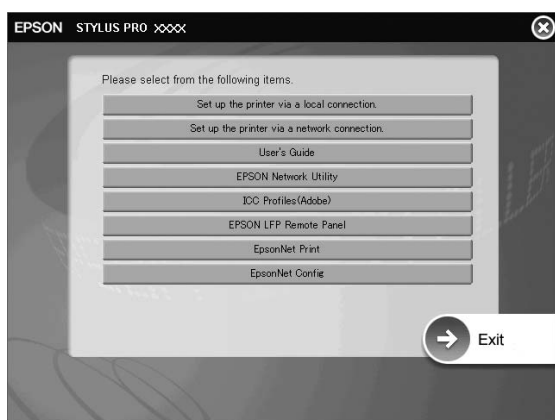 EPSON STYLUS PRO XXXX
Please select from the following items.
Set up the printer via a local connection.
Set up the printer via a network connection.
User's Guide
EPSON Network Utility
ICC Profiles(Adobe)
EPSON LFP Remote Panel
EpsonNet Print
EpsonNet Config
Exit